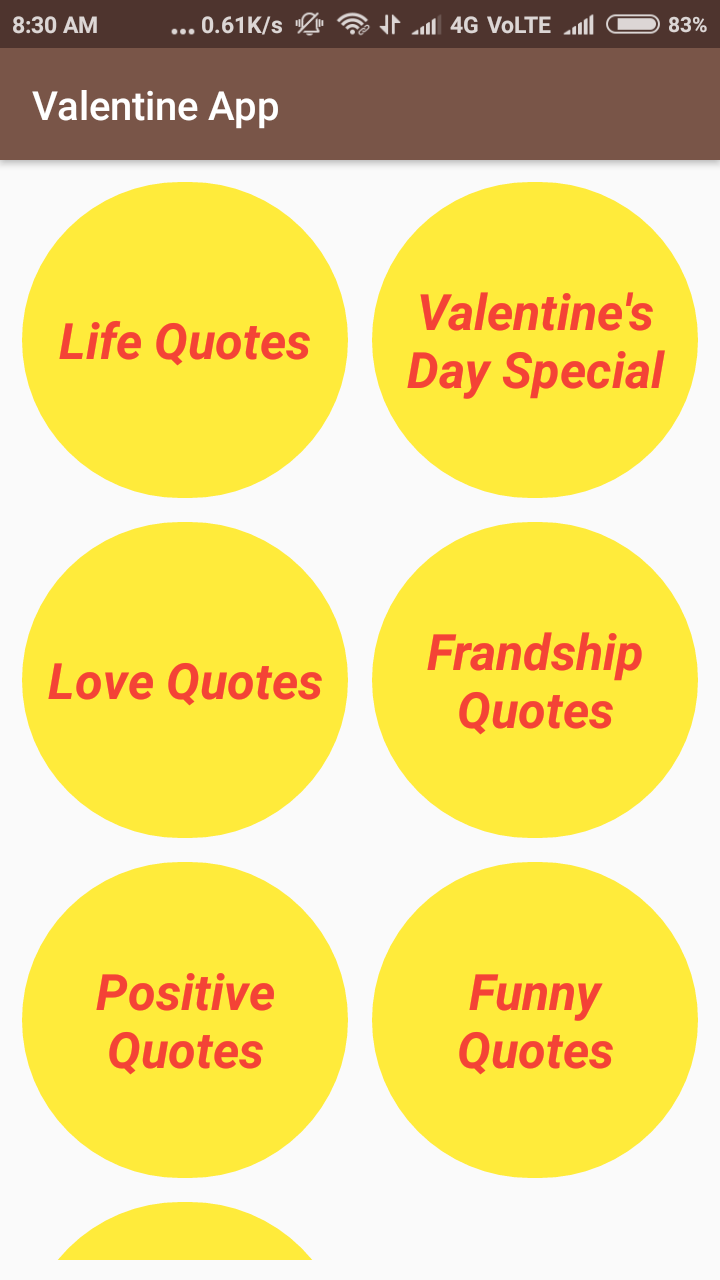 8:30 AM ... 0.61K/s 4G VoLTE 83%
Valentine App
Life Quotes
Valentine's
Day Special
Love Quotes
Frandship
Quotes
Positive
Quotes
Funny
Quotes